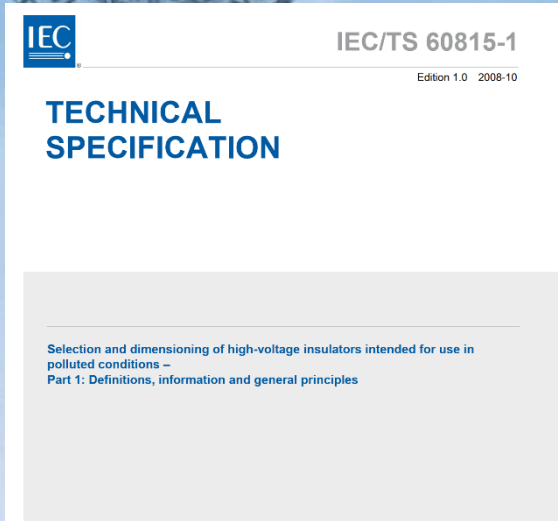 IEC
®
IEC/TS 60815-1
Edition 1.0 2008-10
TECHNICAL
SPECIFICATION
Selection and dimensioning of high-voltage insulators intended for use in
polluted conditions –
Part 1: Definitions, information and general principles